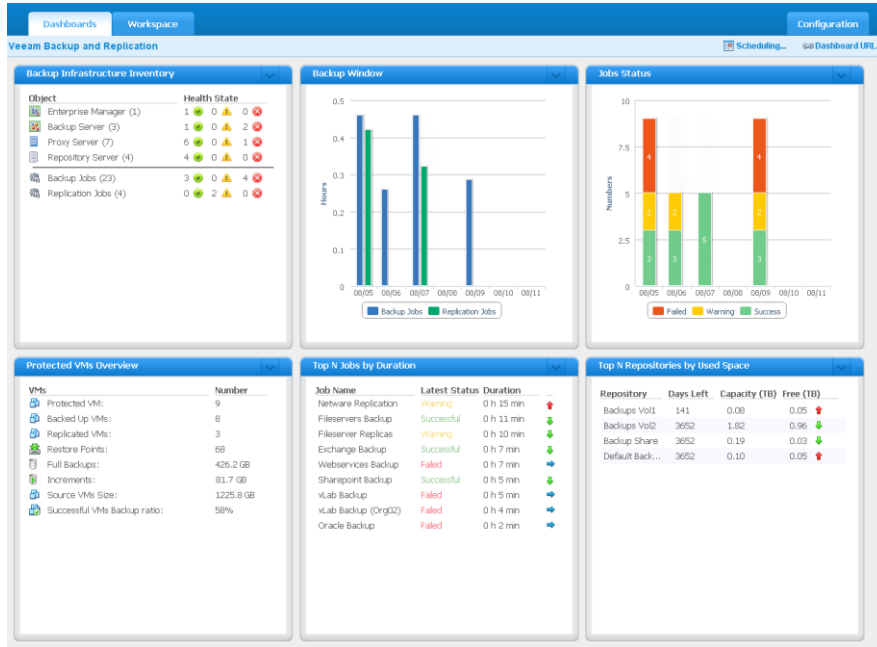 Dashboards Workspace Configuration
Veeam Backup and Replication Scheduling... Dashboard URL
Backup Infrastructure Inventory
Object Health State
Enterprise Manager (1) 1 0 0
Backup Server (3) 1 0 2
Proxy Server (7) 6 0 1
Repository Server (4) 4 0 0
Backup Jobs (23) 3 0 4
Replication Jobs (4) 0 2 0
Backup Window
0.5
0.4
0.3
0.2
0.1
0
Hours
08/05 08/06 08/07 08/08 08/09 08/10 08/11
Backup Jobs Replication Jobs
Jobs Status
10
7.5
5
2.5
0
Numbers
4 4
2 2 2
5
3 3 3
08/05 08/06 08/07 08/08 08/09 08/10 08/11
Failed Warning Success
Protected VMs Overview
VMs Number
Protected VM: 9
Backed Up VMs: 8
Replicated VMs: 3
Restore Points: 68
Full Backups: 426.2 GB
Increments: 81.7 GB
Source VMs Size: 1225.8 GB
Successful VMs Backup ratio: 58%
Top N Jobs by Duration
Job Name Latest Status Duration ...
Netware Replication Warning 0 h 15 min
Fileservers Backup Successful 0 h 11 min
Fileserver Replicas Warning 0 h 10 min
Exchange Backup Successful 0 h 7 min
Webservices Backup Failed 0 h 7 min
Sharepoint Backup Successful 0 h 5 min
vLab Backup Failed 0 h 5 min
vLab Backup (Org02) Failed 0 h 4 min
Oracle Backup Failed 0 h 2 min
Top N Repositories by Used Space
Repository Days Left Capacity (TB) Free (TB)
Backups Vol1 141 0.08 0.05
Backups Vol2 3652 1.82 0.96
Backup Share 3652 0.19 0.03
Default Back... 3652 0.10 0.05